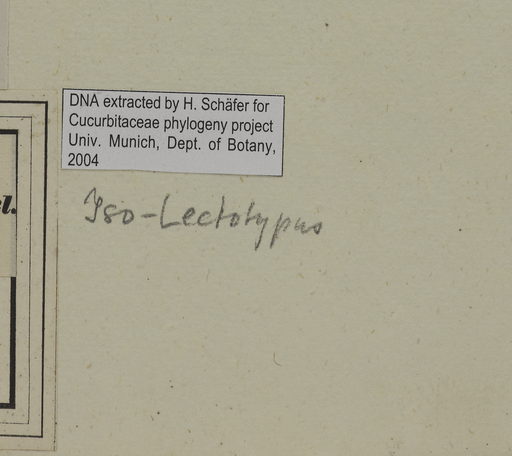 DNA extracted by H. Schäfer for
Cucurbitaceae phylogeny project
Univ. Munich, Dept. of Botany,
2004
l.
Iso-Lectotypus